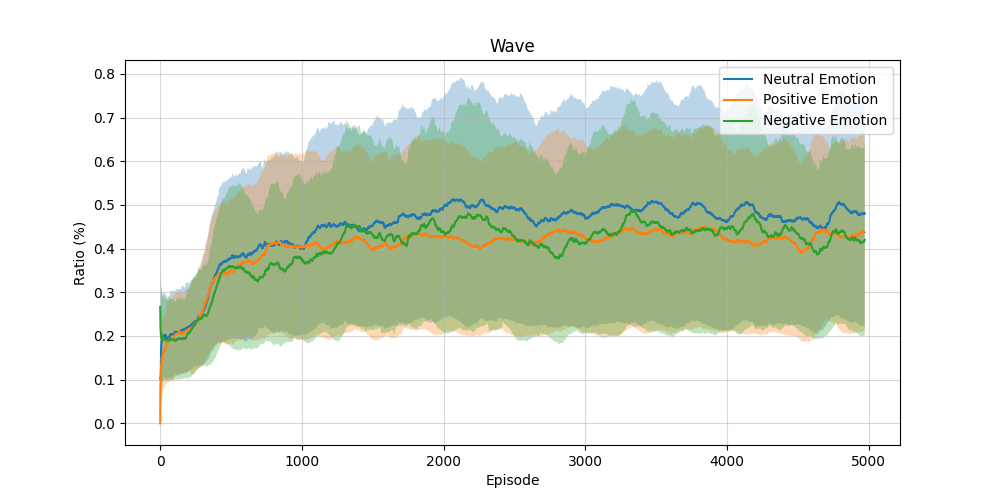 Wave
Neutral Emotion
Positive Emotion
Negative Emotion
0.8
0.7
0.6
0.5
0.4
0.3
0.2
0.1
0.0
Ratio (%)
0 1000 2000 3000 4000 5000
Episode